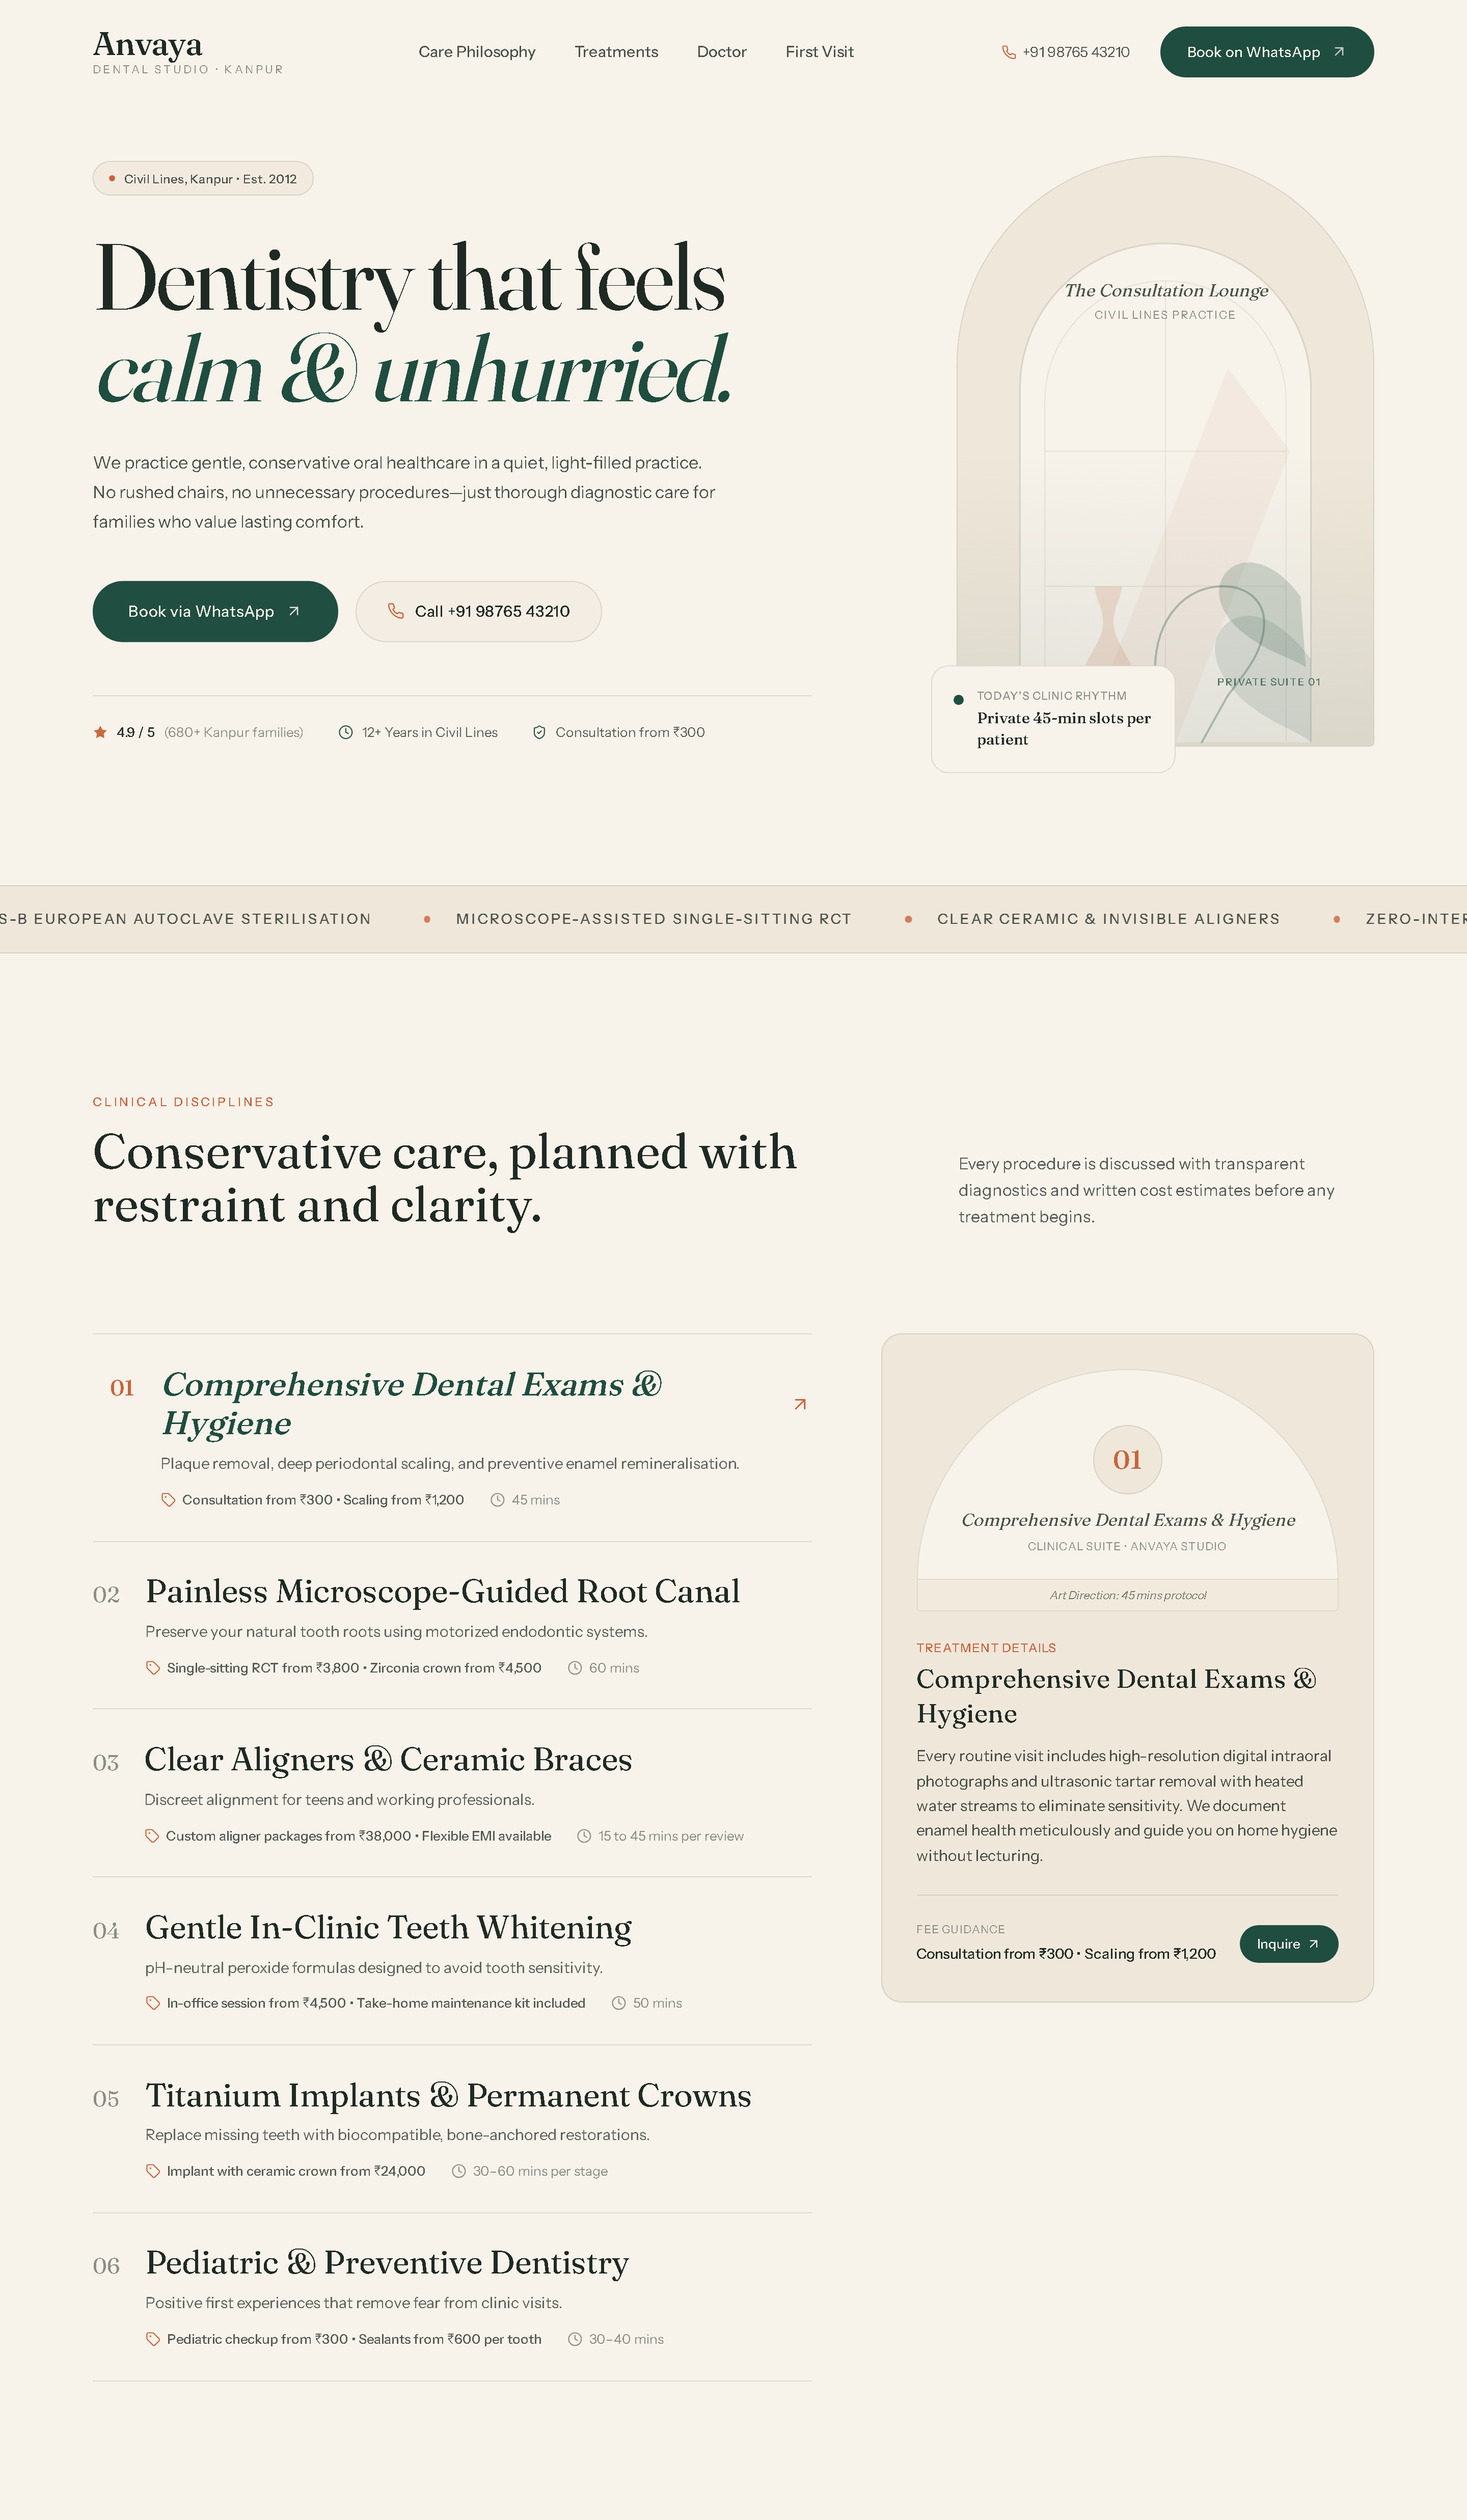 Anvaya
DENTAL STUDIO · KANPUR
Care Philosophy
Treatments
Doctor
First Visit
+91 98765 43210
Book on WhatsApp
Civil Lines, Kanpur • Est. 2012
Dentistry that feels
calm & unhurried.
We practice gentle, conservative oral healthcare in a quiet, light-filled practice.
No rushed chairs, no unnecessary procedures—just thorough diagnostic care for
families who value lasting comfort.
Book via WhatsApp
Call +91 98765 43210
4.9 / 5 (680+ Kanpur families)
12+ Years in Civil Lines
Consultation from ₹300
The Consultation Lounge
CIVIL LINES PRACTICE
PRIVATE SUITE 01
TODAY'S CLINIC RHYTHM
Private 45-min slots per
patient
S-B EUROPEAN AUTOCLAVE STERILISATION • MICROSCOPE-ASSISTED SINGLE-SITTING RCT • CLEAR CERAMIC & INVISIBLE ALIGNERS • ZERO-INTER
CLINICAL DISCIPLINES
Conservative care, planned with
restraint and clarity.
Every procedure is discussed with transparent
diagnostics and written cost estimates before any
treatment begins.
01
Comprehensive Dental Exams &
Hygiene
Plaque removal, deep periodontal scaling, and preventive enamel remineralisation.
Consultation from ₹300 • Scaling from ₹1,200
45 mins
02
Painless Microscope-Guided Root Canal
Preserve your natural tooth roots using motorized endodontic systems.
Single-sitting RCT from ₹3,800 • Zirconia crown from ₹4,500
60 mins
03
Clear Aligners & Ceramic Braces
Discreet alignment for teens and working professionals.
Custom aligner packages from ₹38,000 • Flexible EMI available
15 to 45 mins per review
04
Gentle In-Clinic Teeth Whitening
pH-neutral peroxide formulas designed to avoid tooth sensitivity.
In-office session from ₹4,500 • Take-home maintenance kit included
50 mins
05
Titanium Implants & Permanent Crowns
Replace missing teeth with biocompatible, bone-anchored restorations.
Implant with ceramic crown from ₹24,000
30–60 mins per stage
06
Pediatric & Preventive Dentistry
Positive first experiences that remove fear from clinic visits.
Pediatric checkup from ₹300 • Sealants from ₹600 per tooth
30–40 mins
01
Comprehensive Dental Exams & Hygiene
CLINICAL SUITE • ANVAYA STUDIO
Art Direction: 45 mins protocol
TREATMENT DETAILS
Comprehensive Dental Exams &
Hygiene
Every routine visit includes high-resolution digital intraoral
photographs and ultrasonic tartar removal with heated
water streams to eliminate sensitivity. We document
enamel health meticulously and guide you on home hygiene
without lecturing.
FEE GUIDANCE
Consultation from ₹300 • Scaling from ₹1,200
Inquire